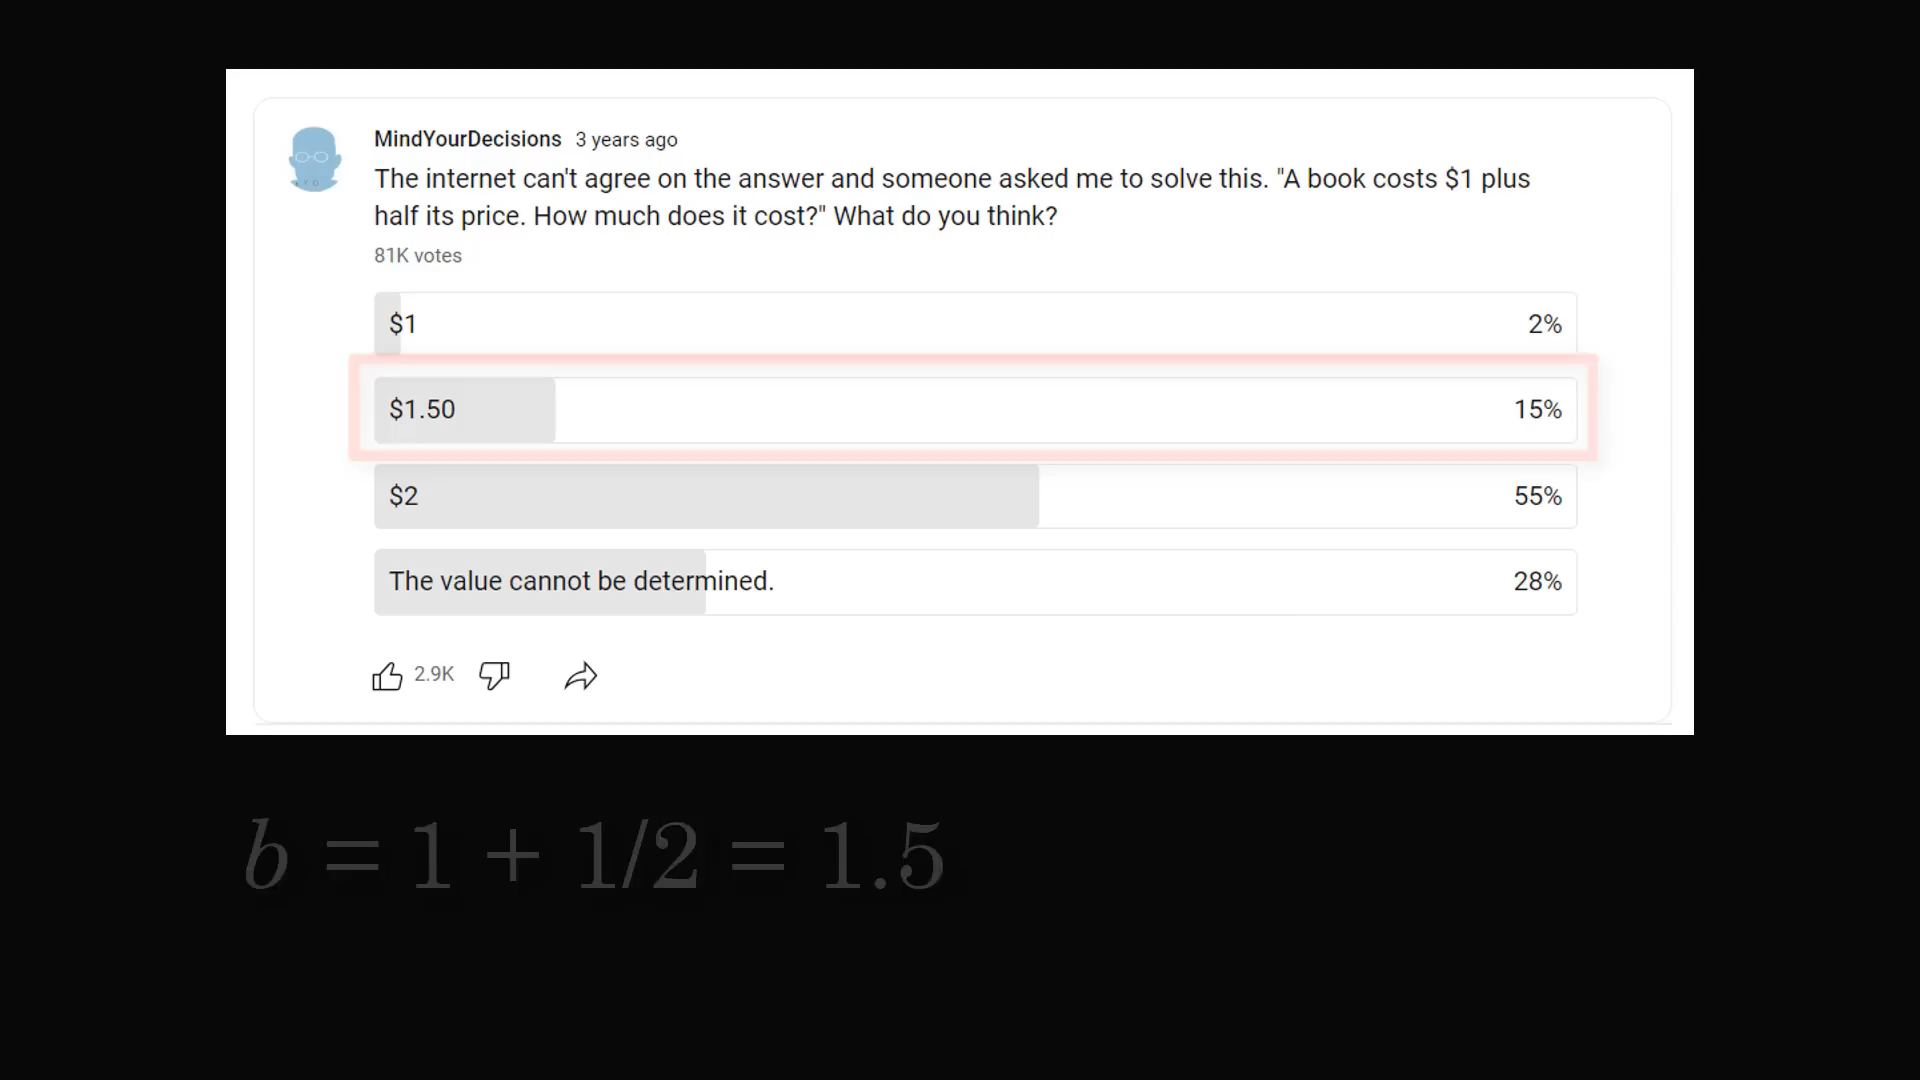 MindYourDecisions 3 years ago
The internet can't agree on the answer and someone asked me to solve this. "A book costs $1 plus
half its price. How much does it cost?" What do you think?
81K votes
$1 2%
$1.50 15%
$2 55%
The value cannot be determined. 28%
2.9K
b = 1 + 1/2 = 1.5